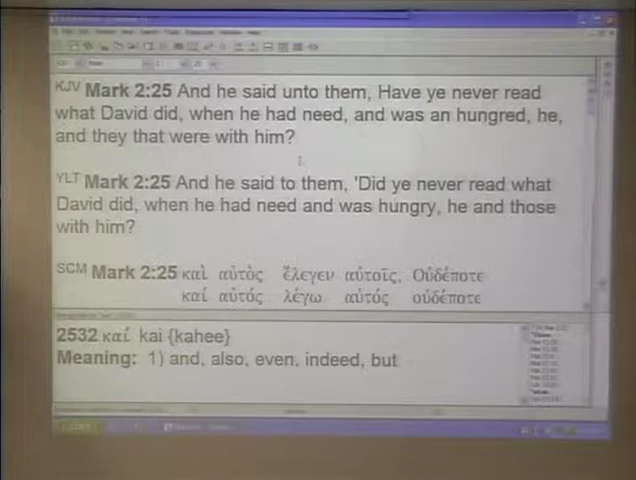 KJV Mark 2:25 And he said unto them, Have ye never read
what David did, when he had need, and was an hungred, he,
and they that were with him?
YLT Mark 2:25 And he said to them, 'Did ye never read what
David did, when he had need and was hungry, he and those
with him?
SCM Mark 2:25 καὶ αὐτὸς ἔλεγεν αὐτοῖς, Οὐδέποτε
καί αὐτός λέγω αὐτός οὐδέποτε
2532 καί kai {kahee}
Meaning: 1) and, also, even, indeed, but